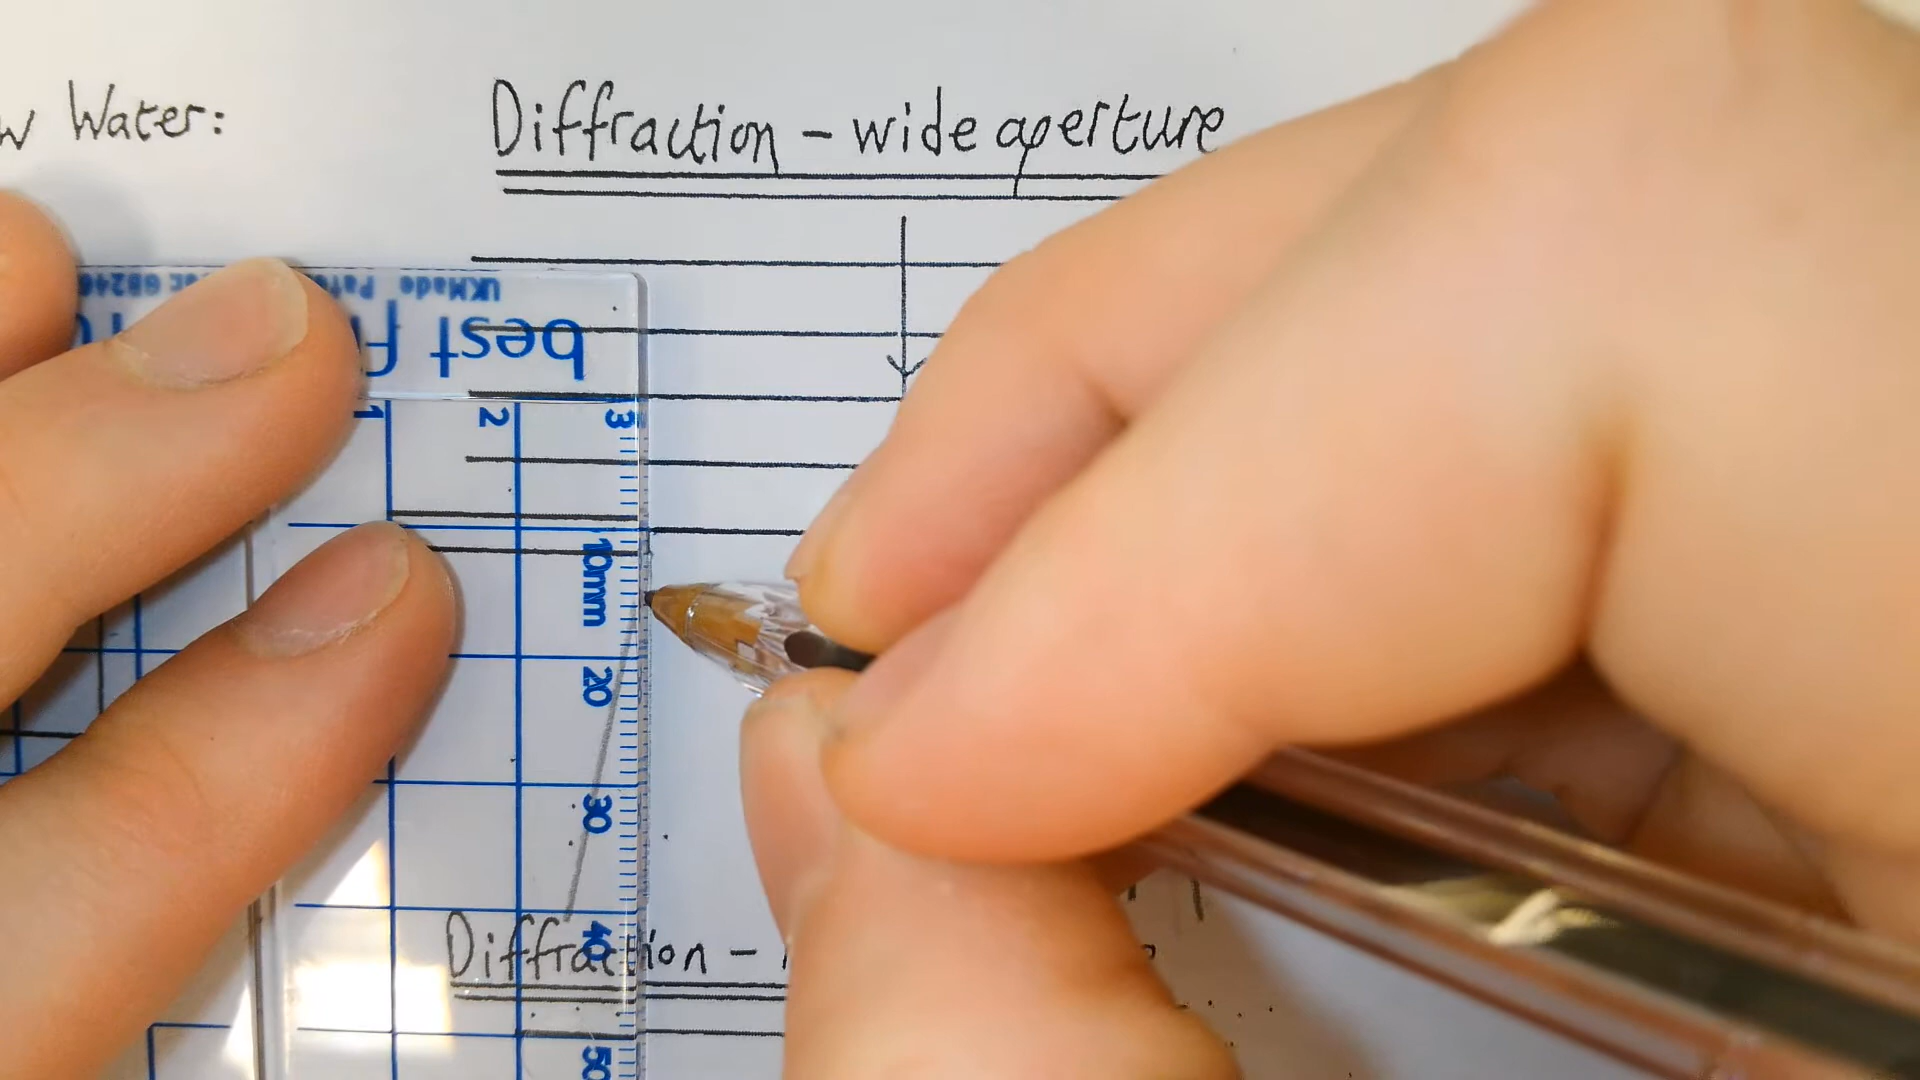 Water:
Diffraction - wide aperture
UKMade
best
1 2 3
10mm
20
30
40
Diffraction -
50